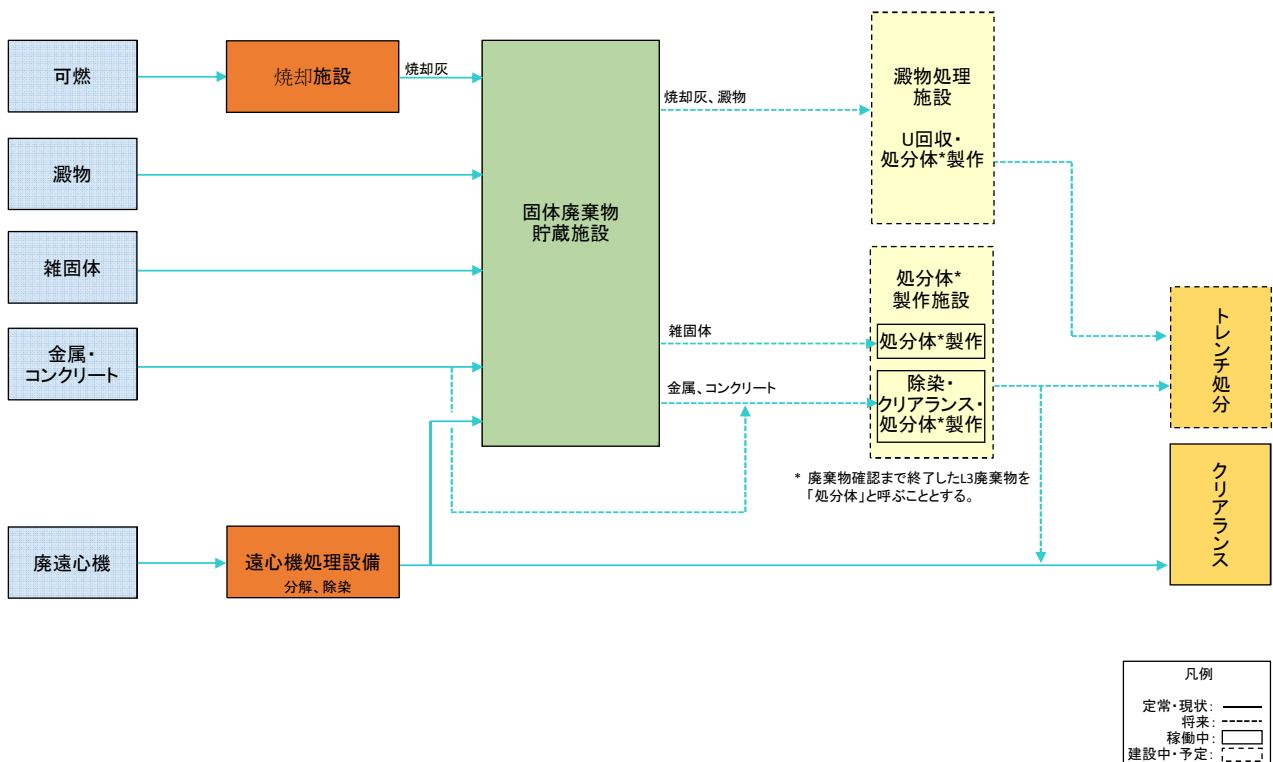 可燃
焼却施設
焼却灰
澱物
雑固体
金属・
コンクリート
廃遠心機
遠心機処理設備
分解、除染
固体廃棄物
貯蔵施設
焼却灰、澱物
雑固体
金属、コンクリート
澱物処理
施設
U回収・
処分体*製作
処分体*
製作施設
処分体*製作
除染・
クリアランス・
処分体*製作
* 廃棄物確認まで終了したL3廃棄物を
「処分体」と呼ぶこととする。
トレンチ処分
クリアランス
凡例
定常・現状：
将来：
稼働中：
建設中・予定：